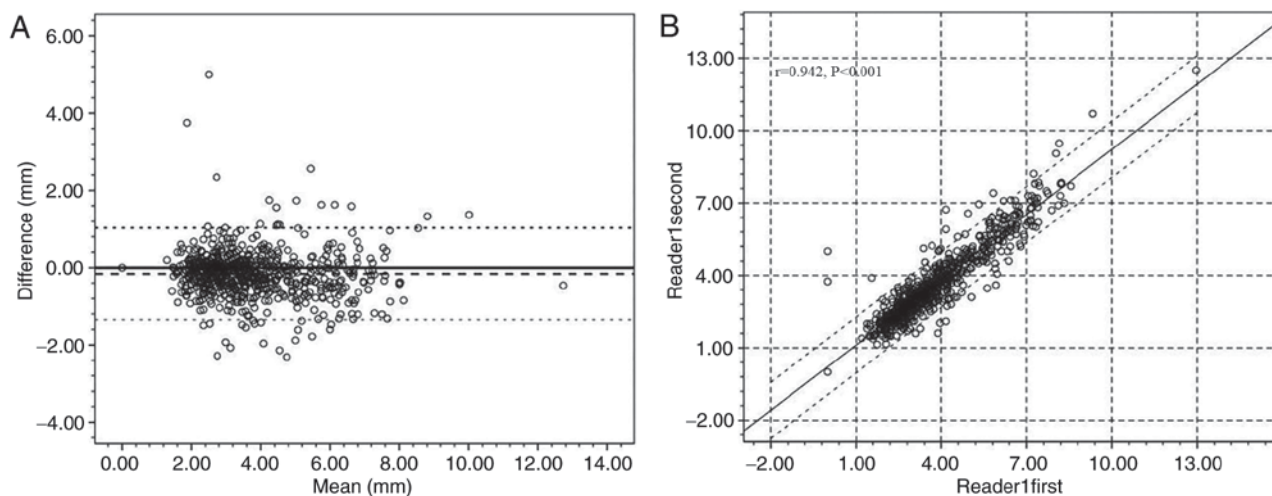 A
6.00
4.00
2.00
0.00
−2.00
−4.00
Difference (mm)
0.00 2.00 4.00 6.00 8.00 10.00 12.00 14.00
Mean (mm)
B
r=0.942, P<0.001
13.00
10.00
7.00
4.00
1.00
−2.00
Reader1second
−2.00 1.00 4.00 7.00 10.00 13.00
Reader1first